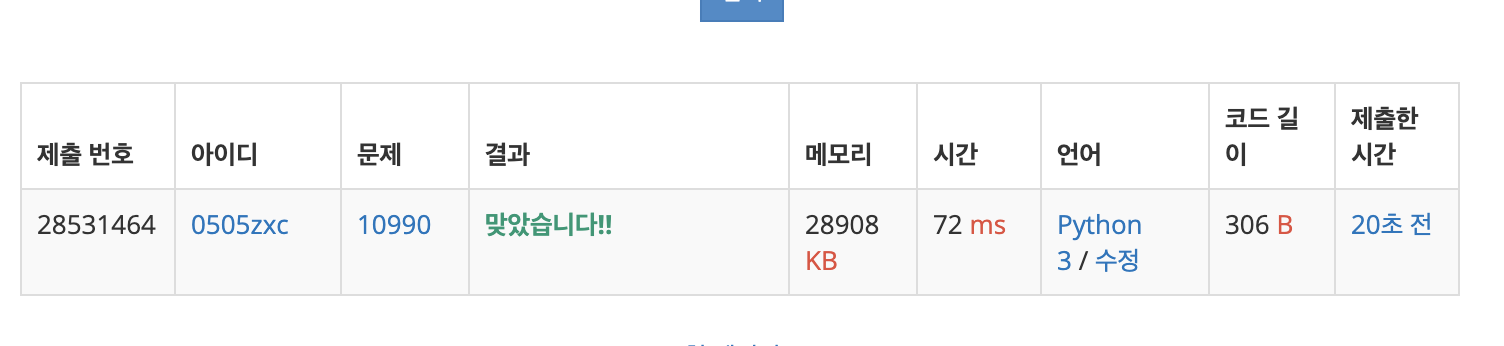 제출 번호 아이디 문제 결과 메모리 시간 언어 코드 길
이 제출한
시간
28531464 0505zxc 10990 맞았습니다!! 28908
KB 72 ms Python
3 / 수정 306 B 20초 전